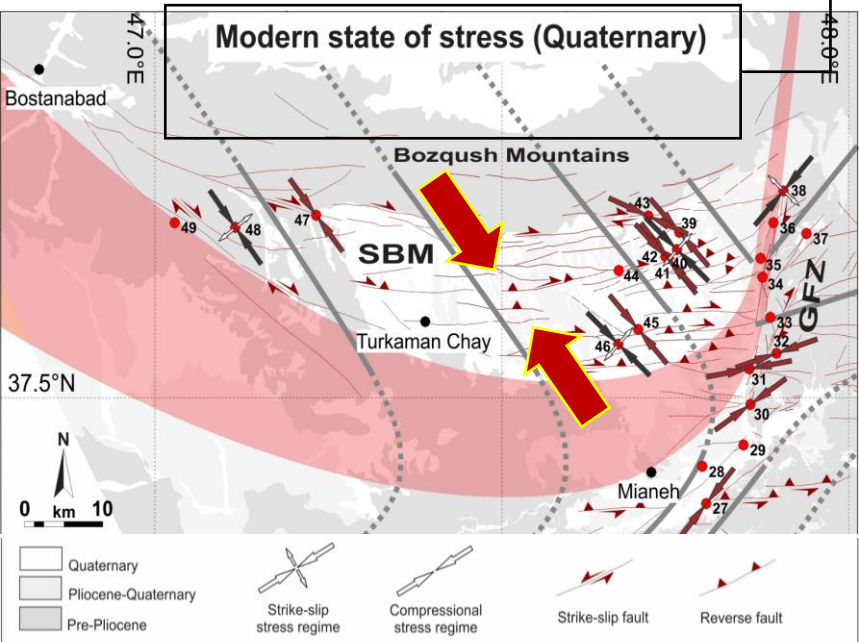 Modern state of stress (Quaternary)
47.0°E
48.0°E
Bostanabad
Bozqush Mountains
38
43
39
36
37
49
48
47
SBM
42
40
41
44
35
34
GFZ
33
Turkaman Chay
45
46
32
31
37.5°N
30
N
29
28
Mianeh
27
0 km 10
Quaternary
Pliocene-Quaternary
Pre-Pliocene
Strike-slip
stress regime
Compressional
stress regime
Strike-slip fault
Reverse fault